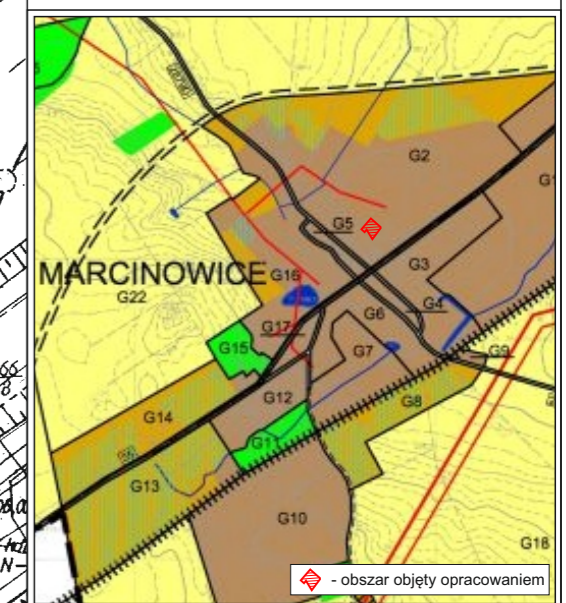 G2
G1
G5
G3
MARCINOWICE
G22
G16
G4
G17
G6
G9
G15
G7
G12
G8
G14
G11
G13
G10
G18
- obszar objęty opracowaniem